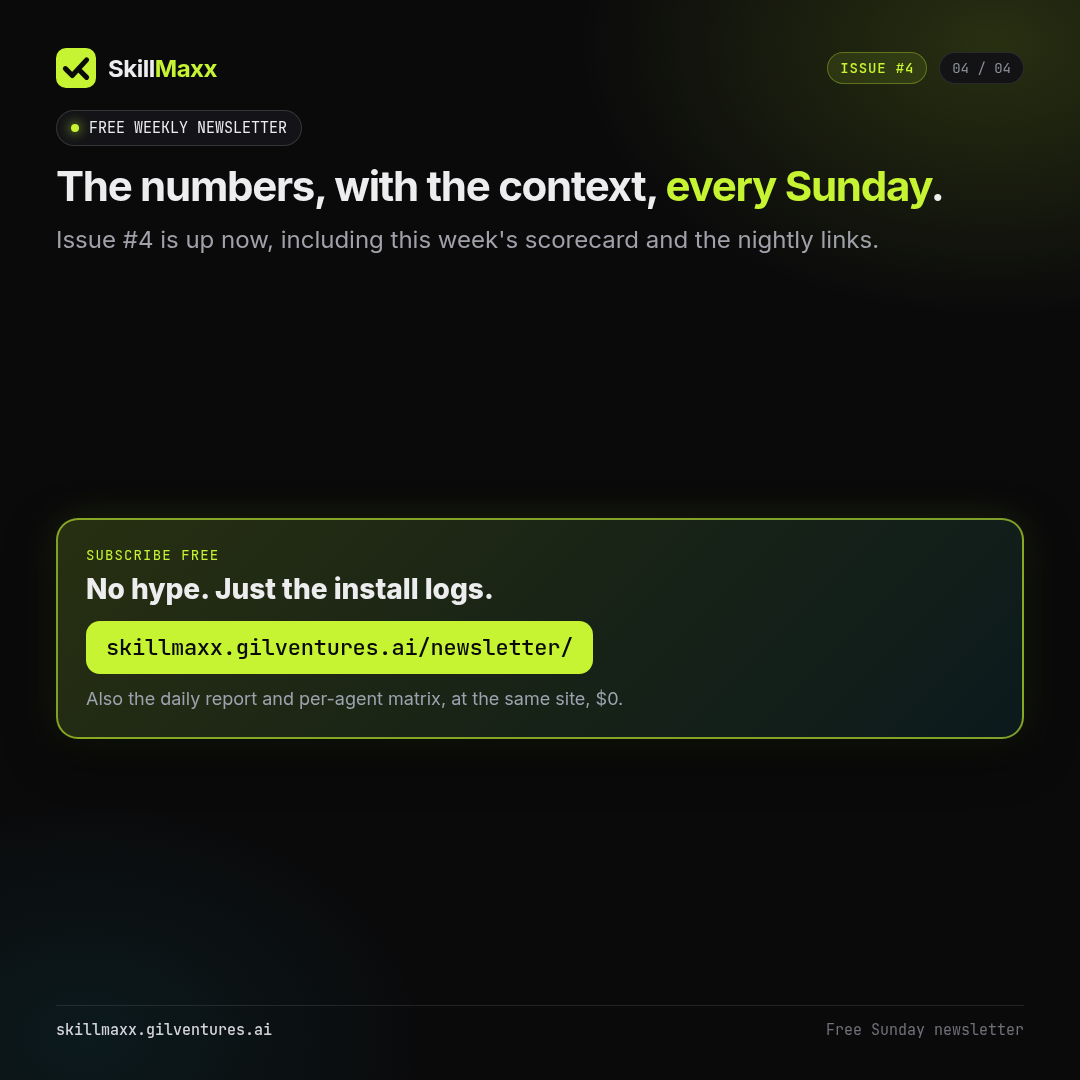 SkillMaxx
ISSUE #4
04 / 04
FREE WEEKLY NEWSLETTER
The numbers, with the context, every Sunday.
Issue #4 is up now, including this week's scorecard and the nightly links.
SUBSCRIBE FREE
No hype. Just the install logs.
skillmaxx.gilventures.ai/newsletter/
Also the daily report and per-agent matrix, at the same site, $0.
skillmaxx.gilventures.ai
Free Sunday newsletter